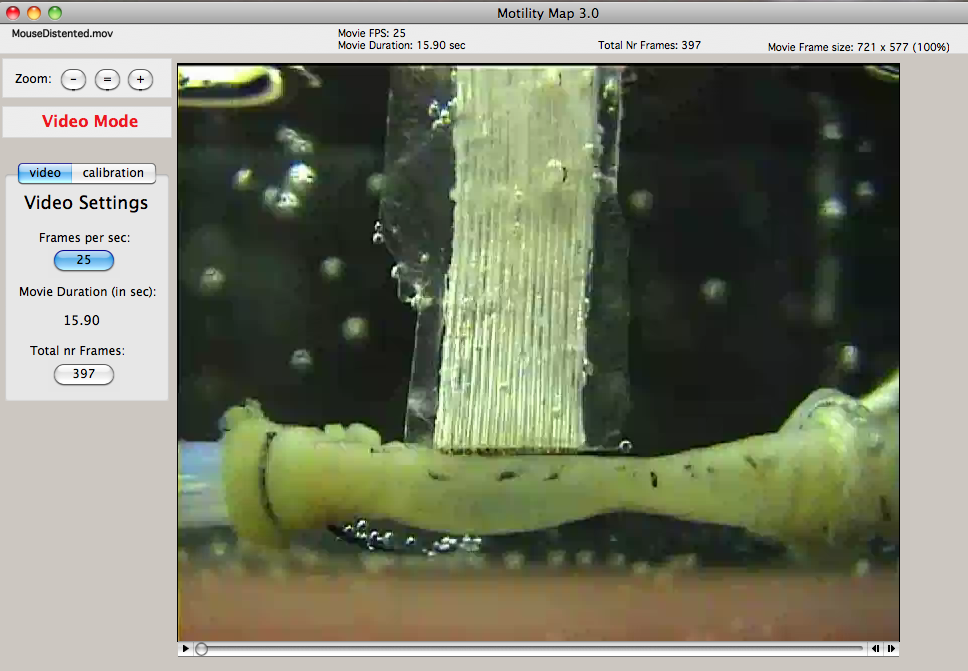 Motility Map 3.0
MouseDistented.mov
Movie FPS: 25
Movie Duration: 15.90 sec
Total Nr Frames: 397
Movie Frame size: 721 x 577 (100%)
Zoom: - = +
Video Mode
video calibration
Video Settings
Frames per sec:
25
Movie Duration (in sec):
15.90
Total nr Frames:
397